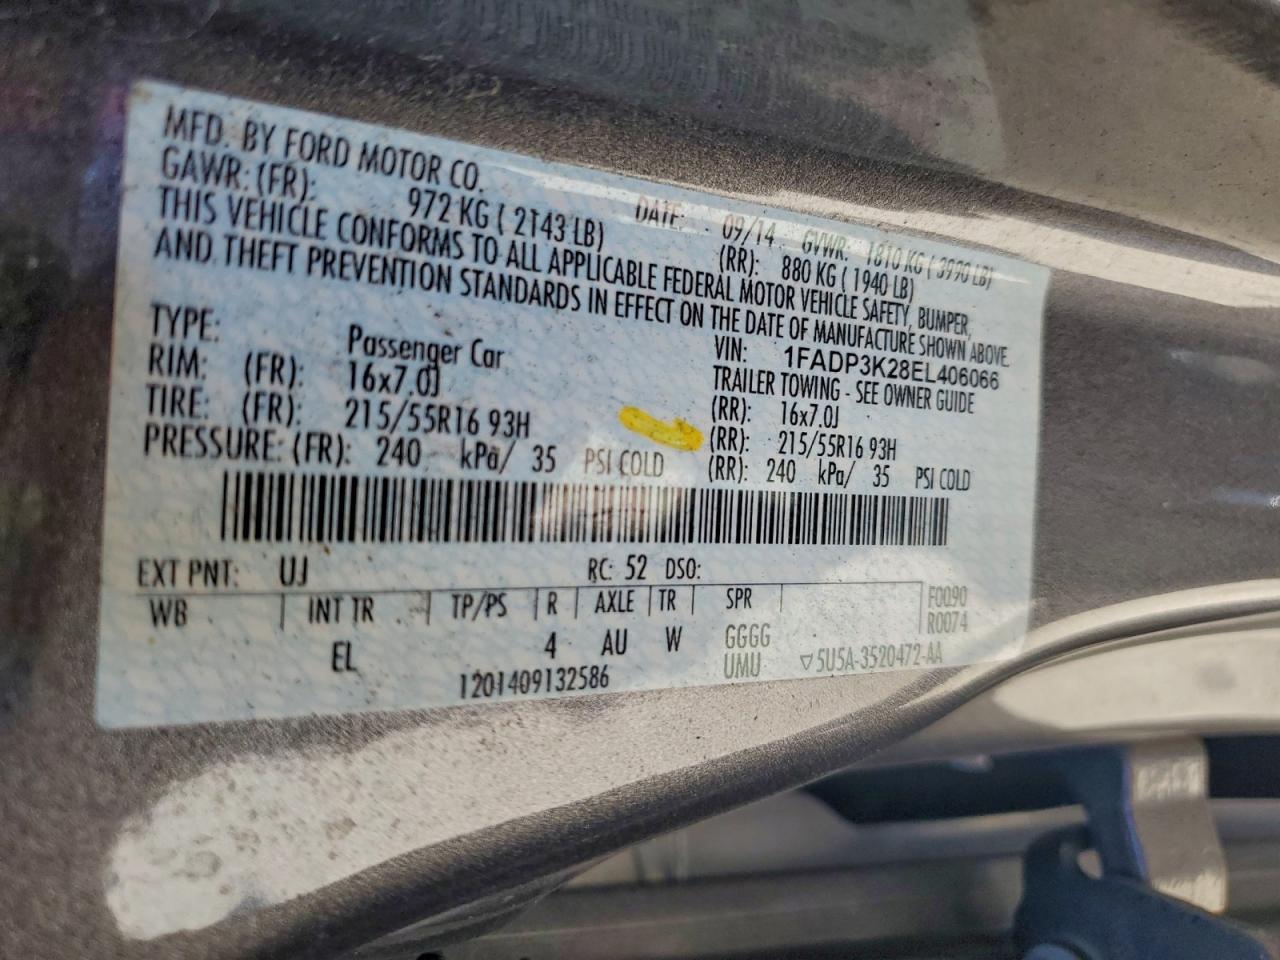 MFD. BY FORD MOTOR CO. DATE: 09/14 GVWR: 1810 KG ( 3990 LB)
GAWR: (FR): 972 KG ( 2143 LB) (RR): 880 KG ( 1940 LB)
THIS VEHICLE CONFORMS TO ALL APPLICABLE FEDERAL MOTOR VEHICLE SAFETY, BUMPER,
AND THEFT PREVENTION STANDARDS IN EFFECT ON THE DATE OF MANUFACTURE SHOWN ABOVE.
VIN: 1FADP3K28EL406066
TYPE: Passenger Car TRAILER TOWING - SEE OWNER GUIDE
RIM: (FR): 16x7.0J (RR): 16x7.0J
TIRE: (FR): 215/55R16 93H (RR): 215/55R16 93H
PRESSURE: (FR): 240 kPa/ 35 PSI COLD (RR): 240 kPa/ 35 PSI COLD
EXT PNT: UJ RC: 52 DSO:
WB INT TR TP/PS R AXLE TR SPR F0090
R0074
EL 4 AU W GGGG
UMU ▽5U5A-3520472-AA
1201409132586